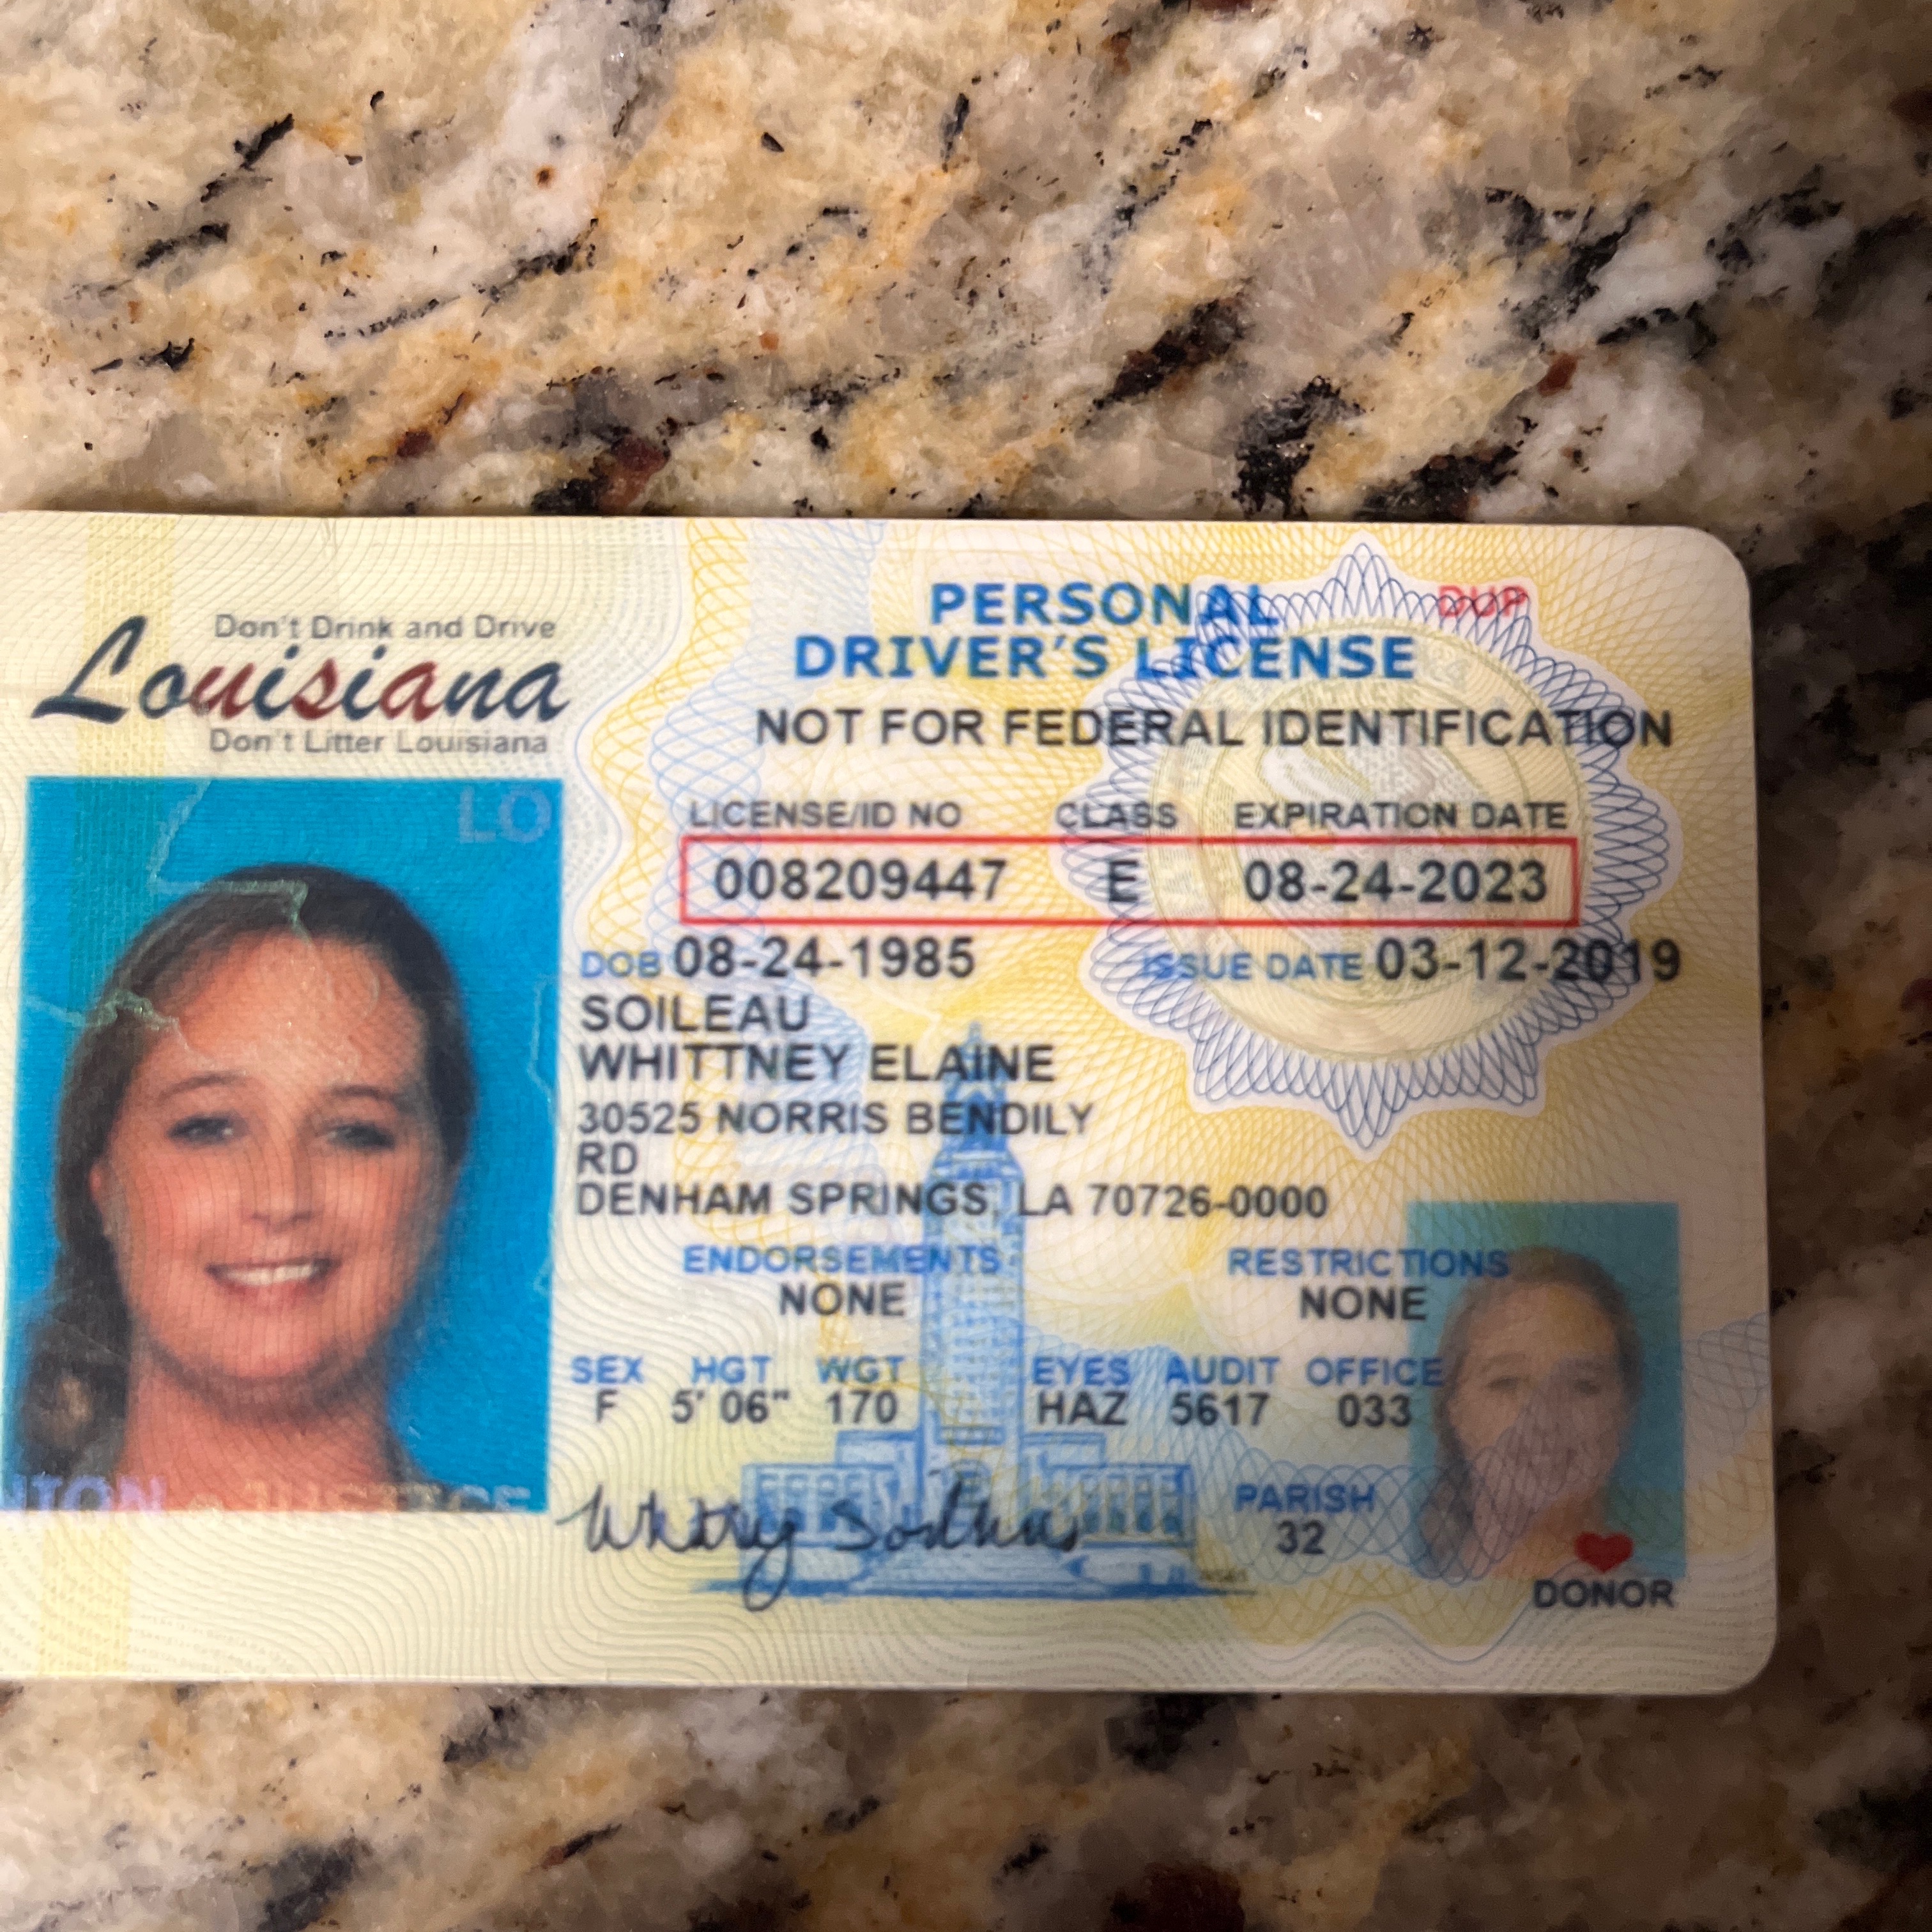 Don't Drink and Drive
Louisiana
Don't Litter Louisiana
PERSONAL
DRIVER'S LICENSE
DUP
NOT FOR FEDERAL IDENTIFICATION
LICENSE/ID NO CLASS EXPIRATION DATE
008209447 E 08-24-2023
DOB 08-24-1985 ISSUE DATE 03-12-2019
SOILEAU
WHITTNEY ELAINE
30525 NORRIS BENDILY
RD
DENHAM SPRINGS, LA 70726-0000
ENDORSEMENTS RESTRICTIONS
NONE NONE
SEX HGT WGT EYES AUDIT OFFICE
F 5' 06" 170 HAZ 5617 033
PARISH
32
DONOR
LO
JUSTICE